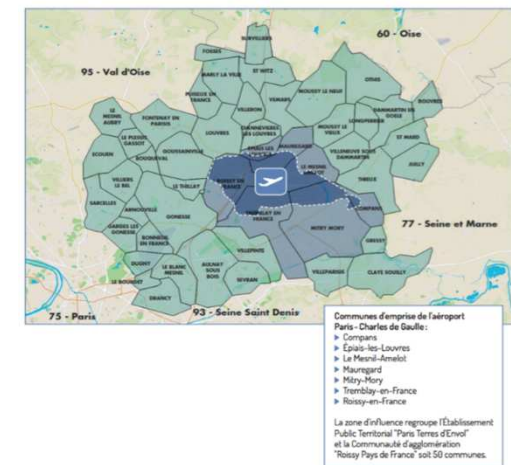 60 - Oise
SURVILLIERS
FOSSES
95 - Val d'Oise
MARLY LA VILLE
ST WITZ
OTHIS
PUISEUX EN
FRANCE
VEMARS
MOUSSY LE NEUF
ROUVRES
LE
MESNIL
AUBRY
FONTENAY EN
PARISIS
VILLERON
DAMMARTIN EN
GOELE
LONGPERRIER
CHENNEVIERES
LES LOUVRES
MOUSSY LE
VIEUX
ST MARD
LE PLESSIS
GASSOT
LOUVRES
EPIAIS LES
LOUVRES
MAUREGARD
VILLENEUVE SOUS
DAMMARTIN
ECOUEN
BOUQUEVAL
GOUSSAINVILLE
JUILLY
LE MESNIL
AMELOT
VILLIERS
LE BEL
LE THILLAY
ROISSY EN
FRANCE
THIEUX
SARCELLES
ARNOUVILLE
GONESSE
TREMBLAY EN
FRANCE
COMPANS
GARGES LES
GONESSE
MITRY MORY
77 - Seine et Marne
BONNEUIL
EN FRANCE
GRESSY
VILLEPINTE
DUGNY
LE BLANC
MESNIL
AULNAY
SOUS
BOIS
VILLEPARISIS
CLAYE SOUILLY
LE BOURGET
SEVRAN
DRANCY
75 - Paris
93 - Seine Saint Denis
Communes d'emprise de l'aéroport
Paris - Charles de Gaulle :
▶ Compans
▶ Épiais-les-Louvres
▶ Le Mesnil-Amelot
▶ Mauregard
▶ Mitry-Mory
▶ Tremblay-en-France
▶ Roissy-en-France
La zone d'influence regroupe l'Établissement
Public Territorial "Paris Terres d'Envol"
et la Communauté d'agglomération
"Roissy Pays de France" soit 50 communes.